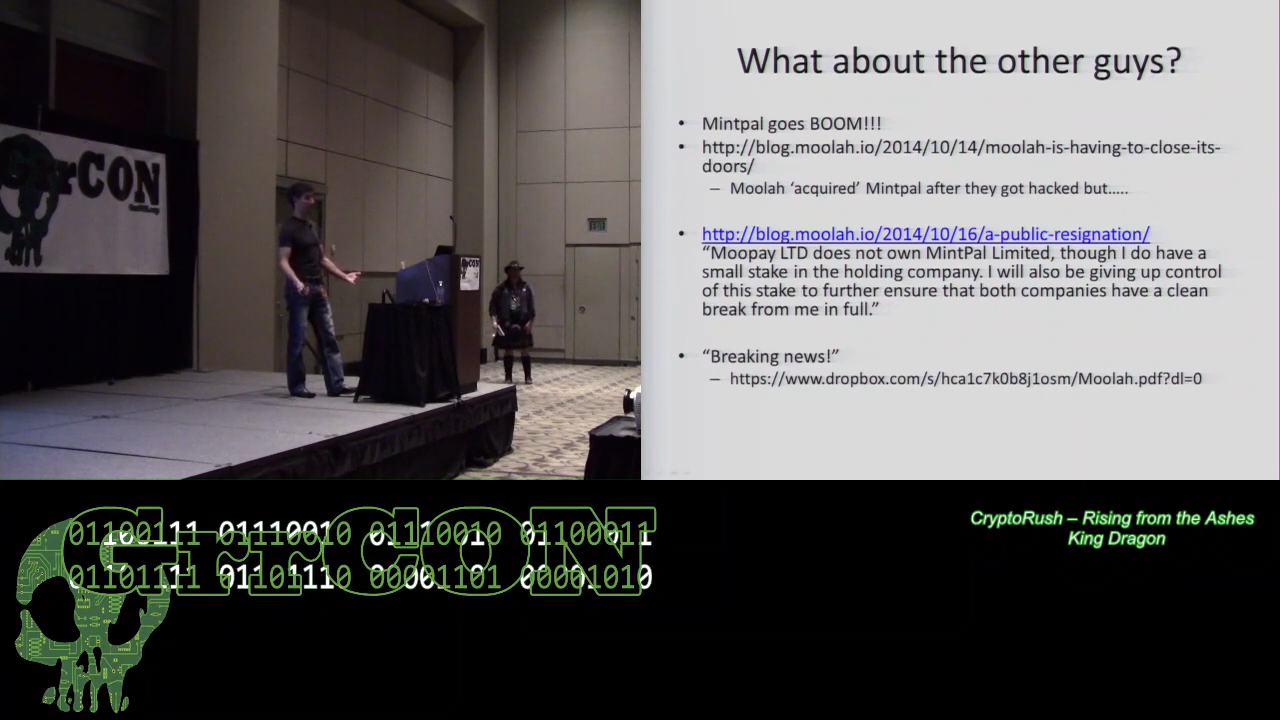 GrrCON
What about the other guys?
• Mintpal goes BOOM!!!
• http://blog.moolah.io/2014/10/14/moolah-is-having-to-close-its-
doors/
– Moolah ‘acquired’ Mintpal after they got hacked but…..
• http://blog.moolah.io/2014/10/16/a-public-resignation/
“Moopay LTD does not own MintPal Limited, though I do have a
small stake in the holding company. I will also be giving up control
of this stake to further ensure that both companies have a clean
break from me in full.”
• “Breaking news!”
– https://www.dropbox.com/s/hca1c7k0b8j1osm/Moolah.pdf?dl=0
GrrCON
01100111 01110010 01110010 01100011
01101111 01101110 00001101 00001010
CryptoRush – Rising from the Ashes
King Dragon